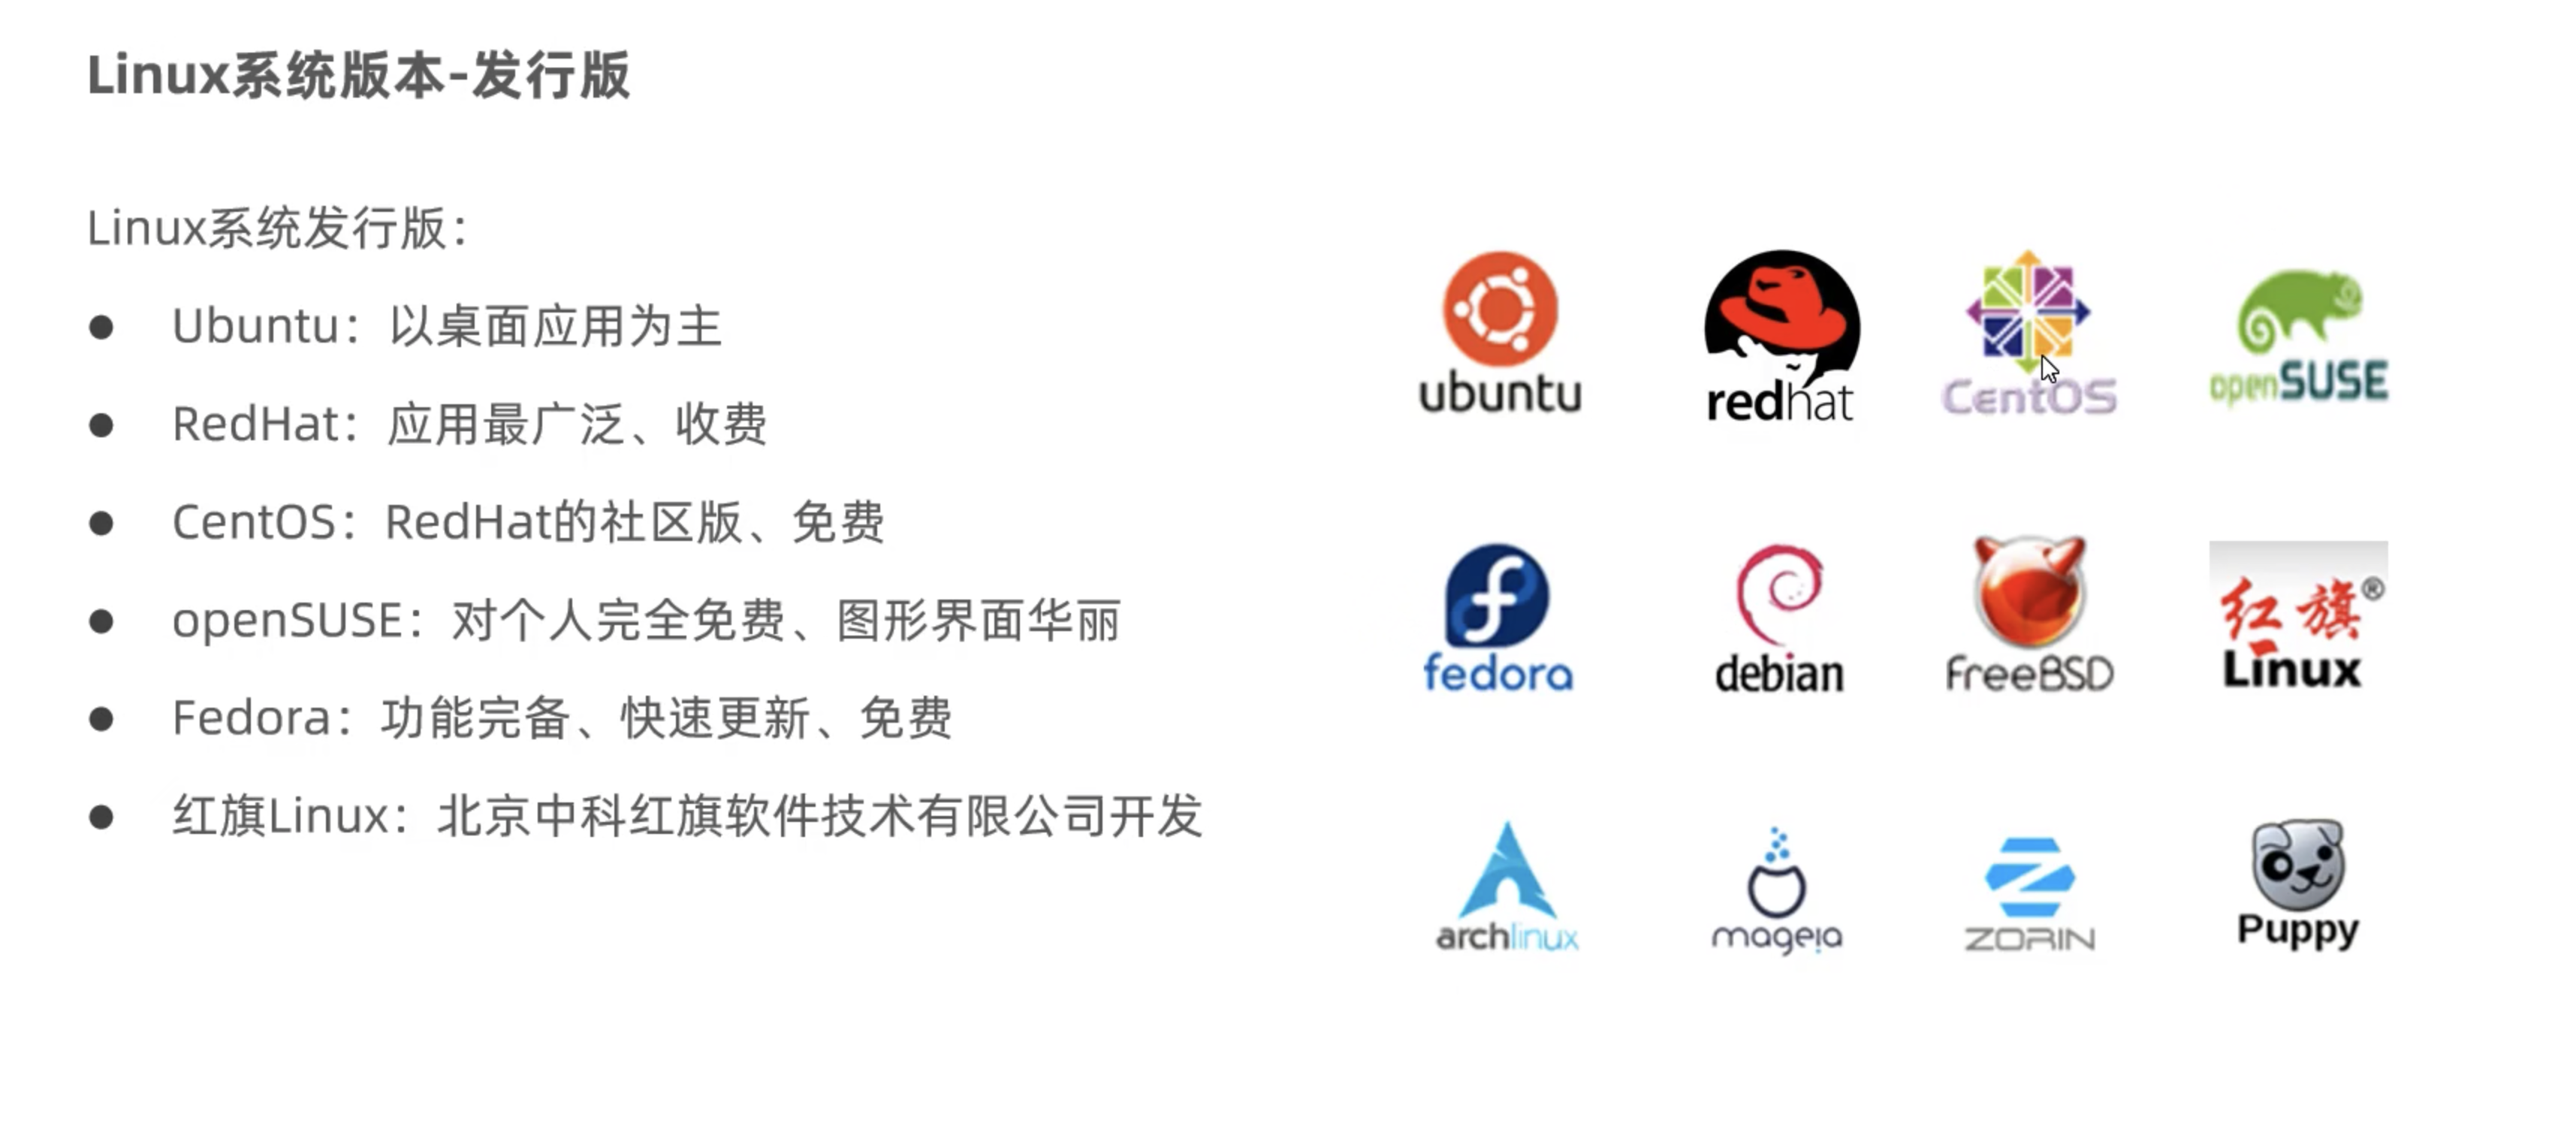 Linux系统版本-发行版
Linux系统发行版：
● Ubuntu：以桌面应用为主
● RedHat：应用最广泛、收费
● CentOS：RedHat的社区版、免费
● openSUSE：对个人完全免费、图形界面华丽
● Fedora：功能完备、快速更新、免费
● 红旗Linux：北京中科红旗软件技术有限公司开发
ubuntu
redhat
CentOS
openSUSE
fedora
debian
FreeBSD
红旗®
Linux
archlinux
mageia
ZORIN
Puppy